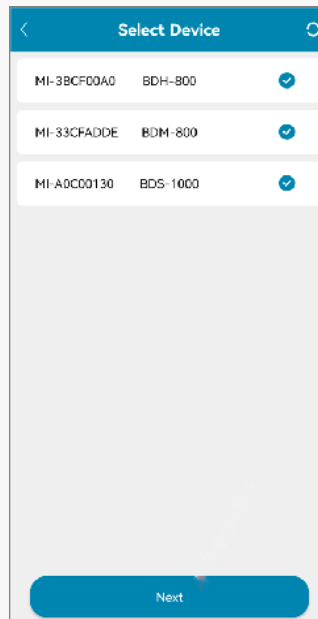 Select Device
MI-3BCF00A0 BDH-800
MI-33CFADDE BDM-800
MI-A0C00130 BDS-1000
Next